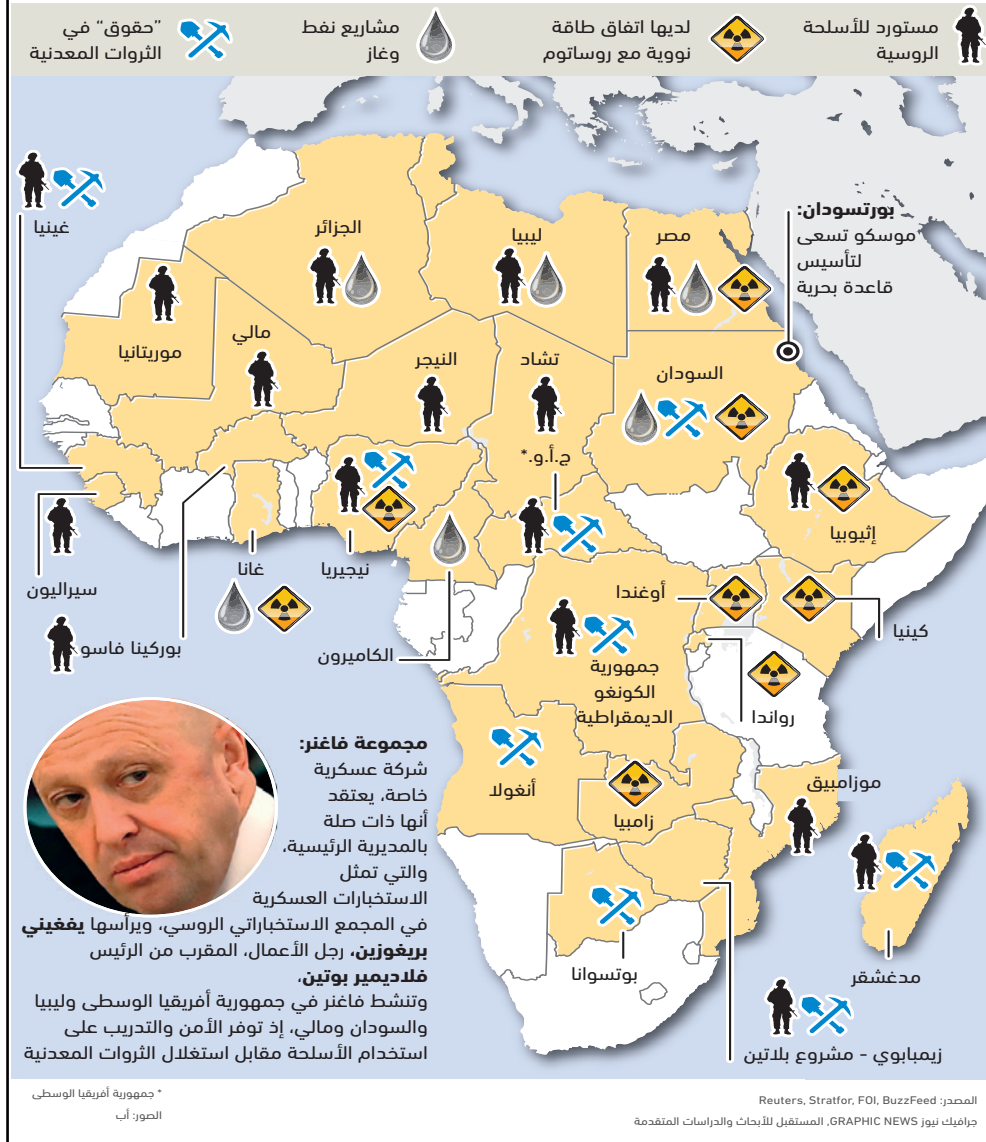 مستورد للأسلحة
الروسية
لديها اتفاق طاقة
نووية مع روساتوم
مشاريع نفط
وغاز
"حقوق" في
الثروات المعدنية
غينيا
الجزائر
ليبيا
مصر
بورتسودان:
موسكو تسعى
لتأسيس
قاعدة بحرية
موريتانيا
مالي
النيجر
تشاد
السودان
ج.أ.و.*
إثيوبيا
سيراليون
بوركينا فاسو
غانا
نيجيريا
الكاميرون
أوغندا
كينيا
جمهورية
الكونغو
الديمقراطية
رواندا
أنغولا
زامبيا
موزامبيق
بوتسوانا
مدغشقر
زيمبابوي - مشروع بلاتين
مجموعة فاغنر:
شركة عسكرية
خاصة، يعتقد
أنها ذات صلة
بالمديرية الرئيسية،
والتي تمثل
الاستخبارات العسكرية
في المجمع الاستخباراتي الروسي، ويرأسها يفغيني
بريغوزين، رجل الأعمال، المقرب من الرئيس
فلاديمير بوتين.
وتنشط فاغنر في جمهورية أفريقيا الوسطى وليبيا
والسودان ومالي، إذ توفر الأمن والتدريب على
استخدام الأسلحة مقابل استغلال الثروات المعدنية
* جمهورية أفريقيا الوسطى
الصور: أب
المصدر: Reuters, Stratfor, FOI, BuzzFeed
جرافيك نيوز GRAPHIC NEWS, المستقبل للأبحاث والدراسات المتقدمة